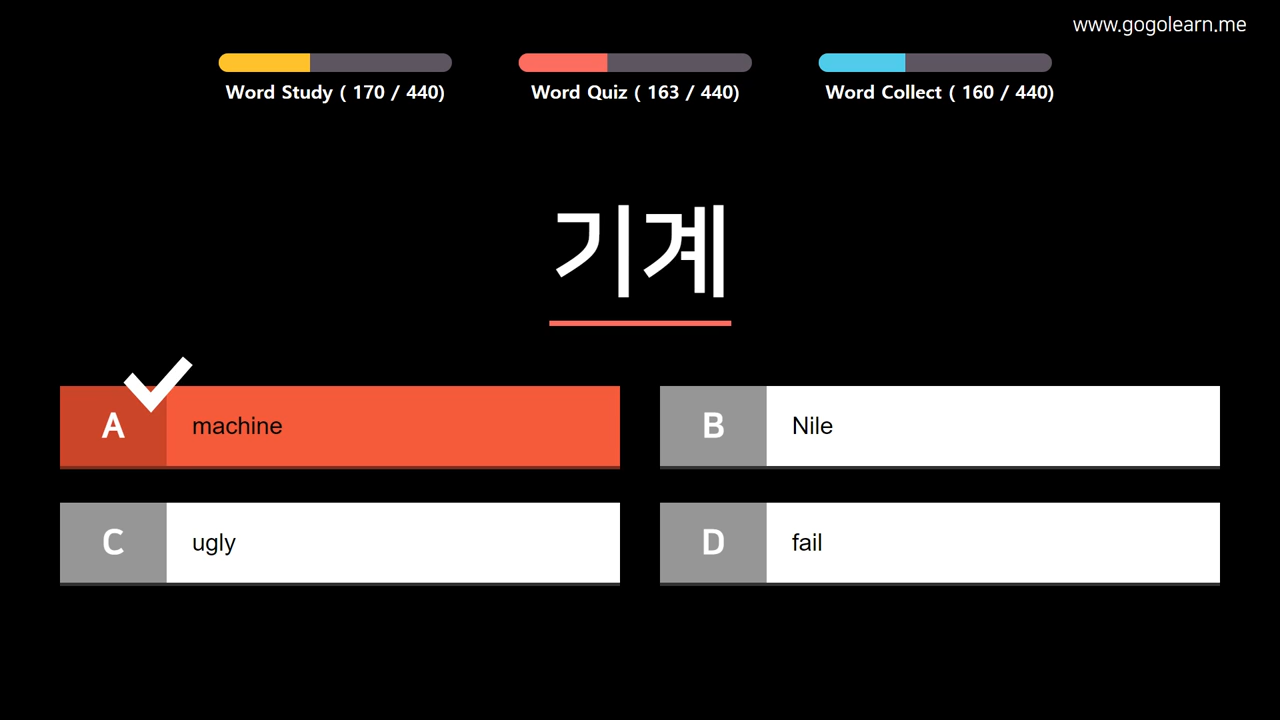 www.gogolearn.me
Word Study ( 170 / 440)
Word Quiz ( 163 / 440)
Word Collect ( 160 / 440)
기계
A machine
B Nile
C ugly
D fail